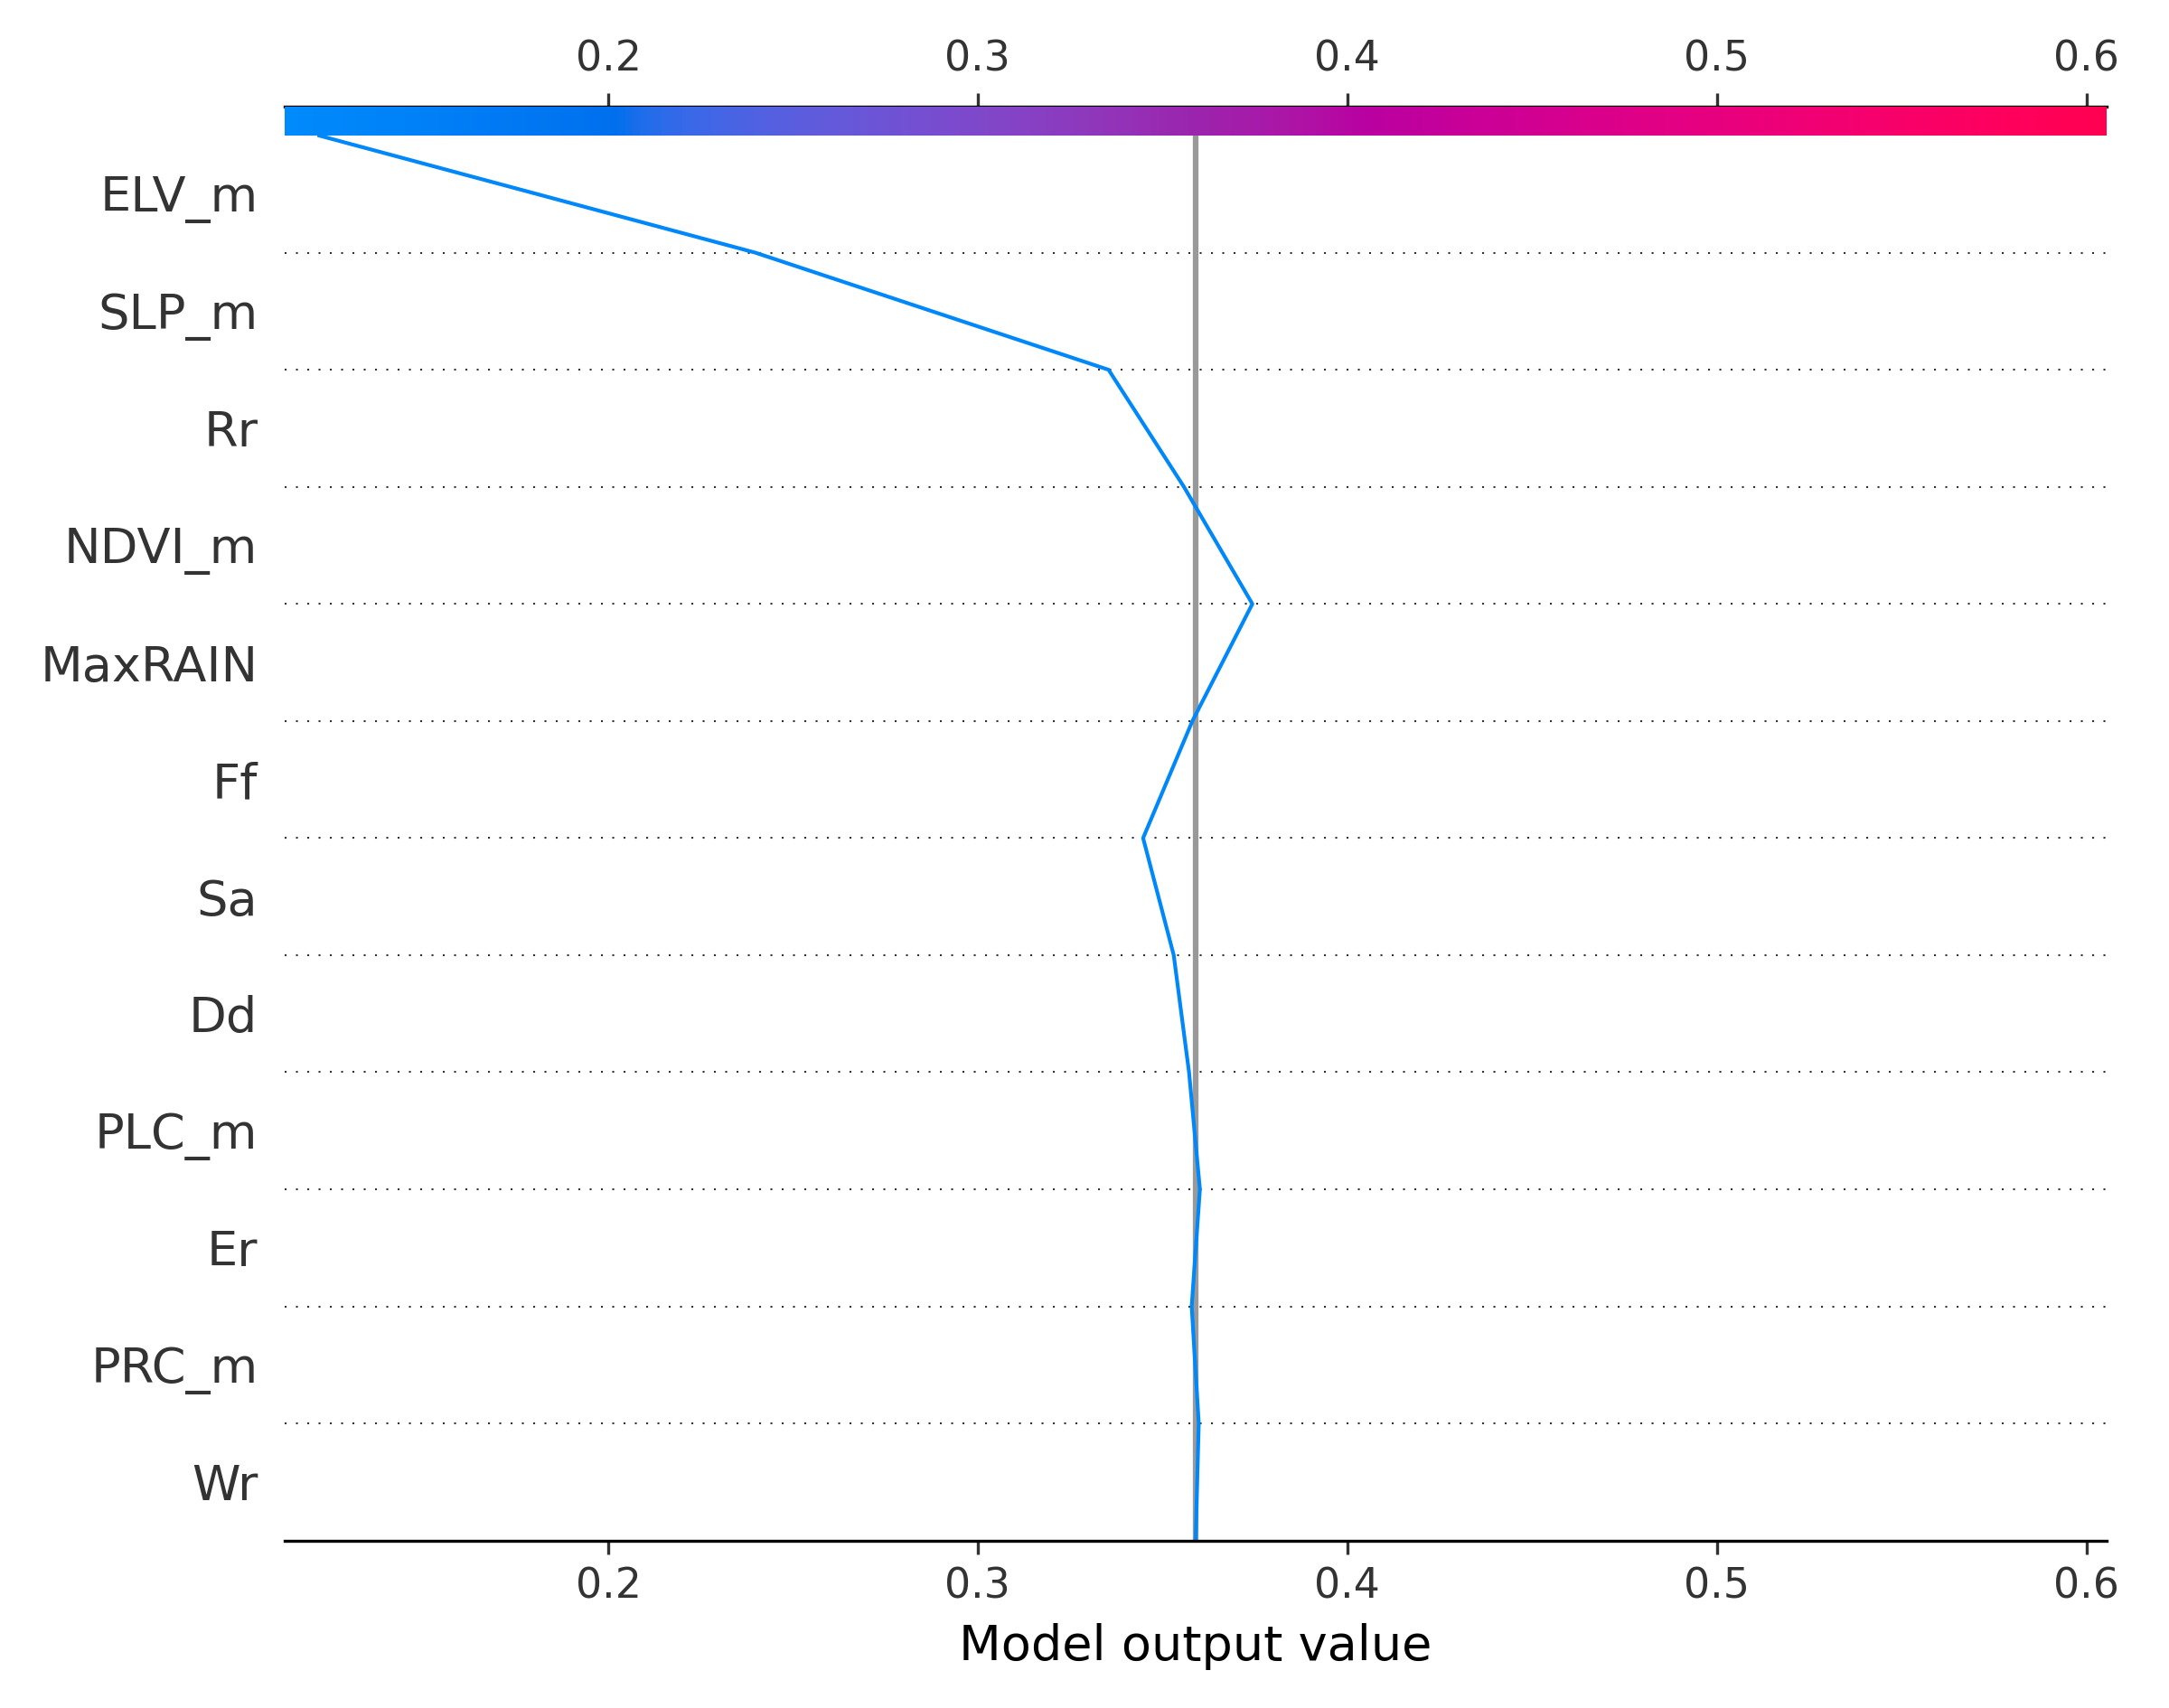 0.2 0.3 0.4 0.5 0.6
ELV_m
SLP_m
Rr
NDVI_m
MaxRAIN
Ff
Sa
Dd
PLC_m
Er
PRC_m
Wr
0.2 0.3 0.4 0.5 0.6
Model output value